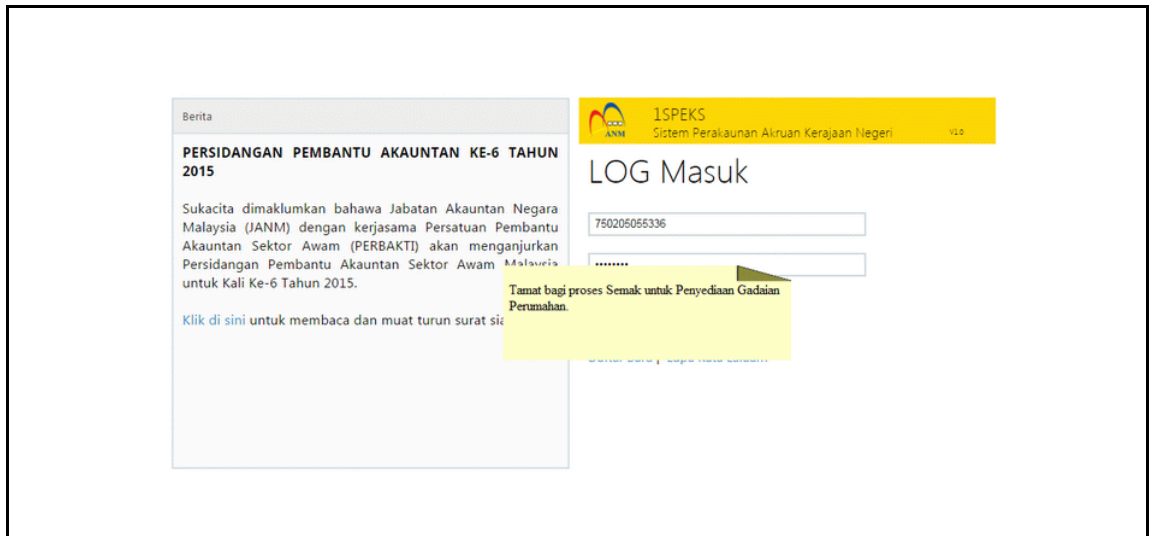 Berita
PERSIDANGAN PEMBANTU AKAUNTAN KE-6 TAHUN
2015
Sukacita dimaklumkan bahawa Jabatan Akauntan Negara
Malaysia (JANM) dengan kerjasama Persatuan Pembantu
Akauntan Sektor Awam (PERBAKTI) akan menganjurkan
Persidangan Pembantu Akauntan Sektor Awam Malaysia
untuk Kali Ke-6 Tahun 2015.
Klik di sini untuk membaca dan muat turun surat
ANM
1SPEKS
Sistem Perakaunan Akruan Kerajaan Negeri
V1.0
LOG Masuk
750205055336
••••••••
Tamat bagi proses Semak untuk Penyediaan Gadaian
Perumahan.